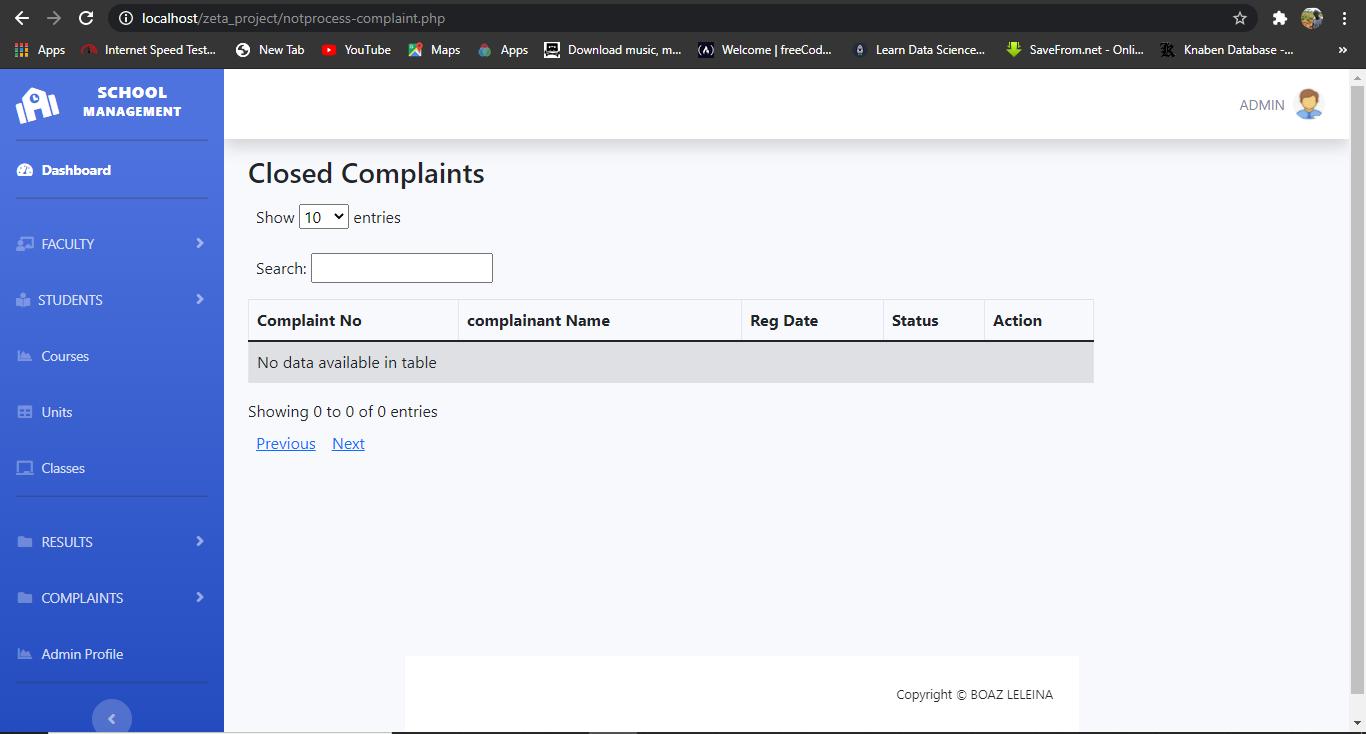 localhost/zeta_project/notprocess-complaint.php
Apps Internet Speed Test... New Tab YouTube Maps Apps Download music, m... Welcome | freeCod... Learn Data Science... SaveFrom.net - Onli... Knaben Database -... »
SCHOOL
MANAGEMENT
ADMIN
Dashboard
FACULTY
STUDENTS
Courses
Units
Classes
RESULTS
COMPLAINTS
Admin Profile
Closed Complaints
Show 10 entries
Search:
Complaint No complainant Name Reg Date Status Action
No data available in table
Showing 0 to 0 of 0 entries
Previous Next
Copyright © BOAZ LELEINA